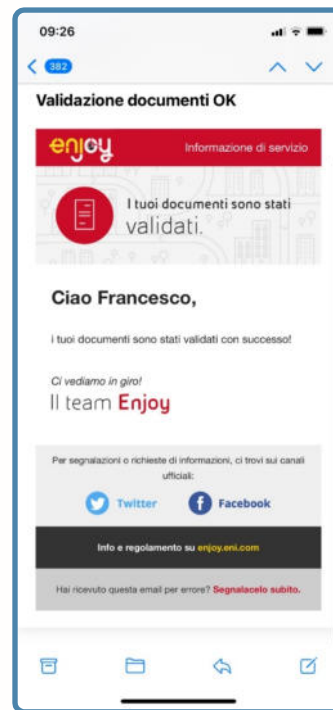 09:26
382
Validazione documenti OK
enjoy
Informazione di servizio
I tuoi documenti sono stati
validati.
Ciao Francesco,
i tuoi documenti sono stati validati con successo!
Ci vediamo in giro!
Il team Enjoy
Per segnalazioni o richieste di informazioni, ci trovi sui canali
ufficiali:
Twitter
Facebook
Info e regolamento su enjoy.eni.com
Hai ricevuto questa email per errore? Segnalacelo subito.